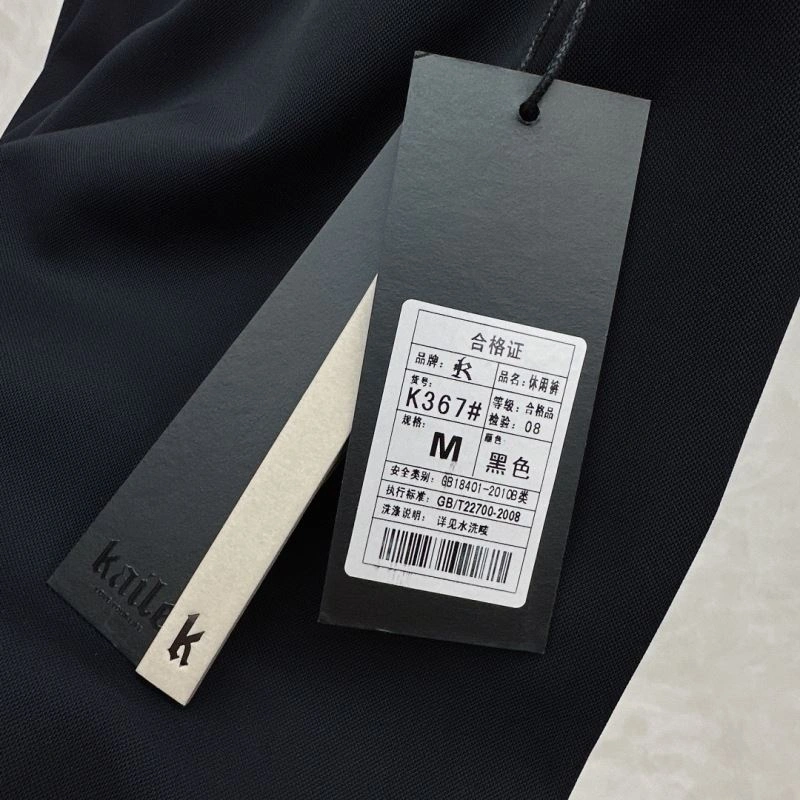 合格证
品牌: k
品名: 休闲裤
货号:
K367#
等级: 合格品
检验: 08
规格:
M
颜色:
黑色
安全类别: GB18401-2010B类
执行标准: GB/T22700-2008
洗涤说明: 详见水洗唛
kaile
k